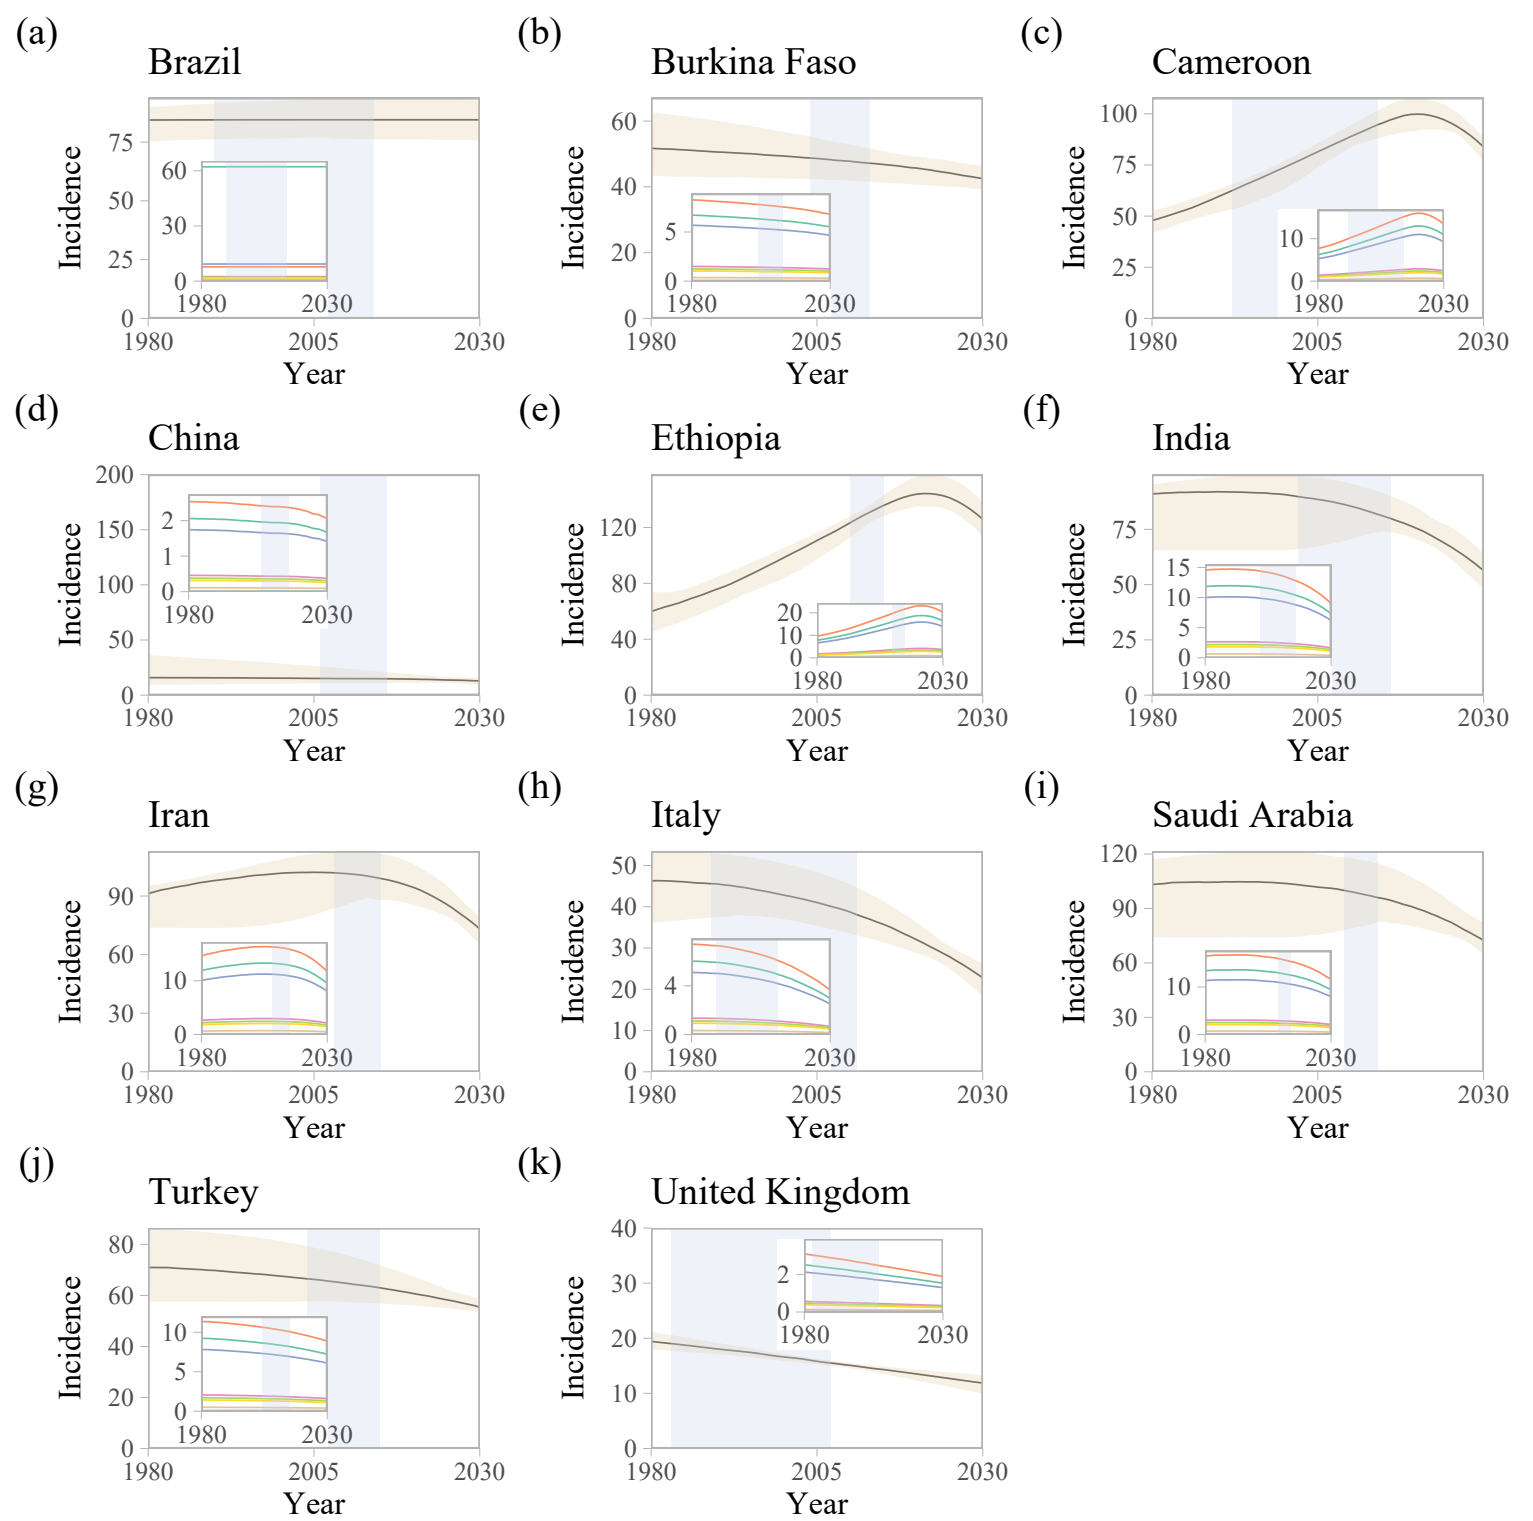 (a)
Brazil
Incidence
75
50
25
0
60
30
0
1980 2030
1980 2005 2030
Year
(b)
Burkina Faso
Incidence
60
40
20
0
5
0
1980 2030
1980 2005 2030
Year
(c)
Cameroon
Incidence
100
75
50
25
0
10
0
1980 2030
1980 2005 2030
Year
(d)
China
Incidence
200
150
100
50
0
2
1
0
1980 2030
1980 2005 2030
Year
(e)
Ethiopia
Incidence
120
80
40
0
20
10
0
1980 2030
1980 2005 2030
Year
(f)
India
Incidence
75
50
25
0
15
10
5
0
1980 2030
1980 2005 2030
Year
(g)
Iran
Incidence
90
60
30
0
10
0
1980 2030
1980 2005 2030
Year
(h)
Italy
Incidence
50
40
30
20
10
0
4
0
1980 2030
1980 2005 2030
Year
(i)
Saudi Arabia
Incidence
120
90
60
30
0
10
0
1980 2030
1980 2005 2030
Year
(j)
Turkey
Incidence
80
60
40
20
0
10
5
0
1980 2030
1980 2005 2030
Year
(k)
United Kingdom
Incidence
40
30
20
10
0
2
0
1980 2030
1980 2005 2030
Year